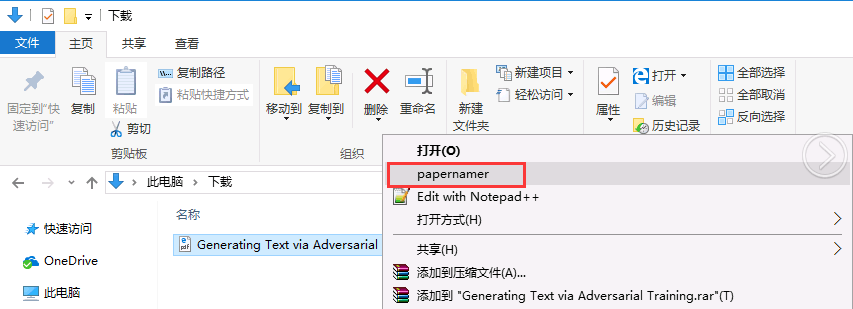 下载
文件 主页 共享 查看
固定到"快速访问"
复制
粘贴
复制路径
粘贴快捷方式
剪切
剪贴板
移动到 复制到
删除 重命名
组织
新建文件夹
新建项目
轻松访问
属性
打开
编辑
历史记录
全部选择
全部取消
反向选择
此电脑 下载
快速访问
OneDrive
此电脑
名称
Generating Text via Adversarial
打开(O)
papernamer
Edit with Notepad++
打开方式(H)
共享(H)
添加到压缩文件(A)...
添加到 "Generating Text via Adversarial Training.rar"(T)